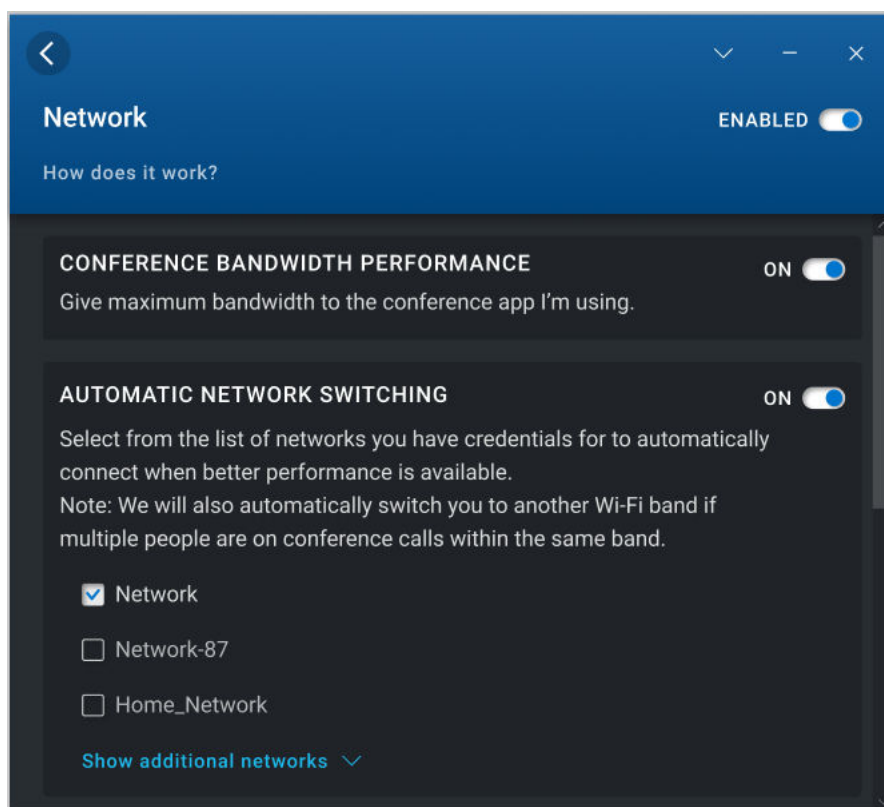 Network
ENABLED
How does it work?
CONFERENCE BANDWIDTH PERFORMANCE
ON
Give maximum bandwidth to the conference app I’m using.
AUTOMATIC NETWORK SWITCHING
ON
Select from the list of networks you have credentials for to automatically
connect when better performance is available.
Note: We will also automatically switch you to another Wi-Fi band if
multiple people are on conference calls within the same band.
Network
Network-87
Home_Network
Show additional networks